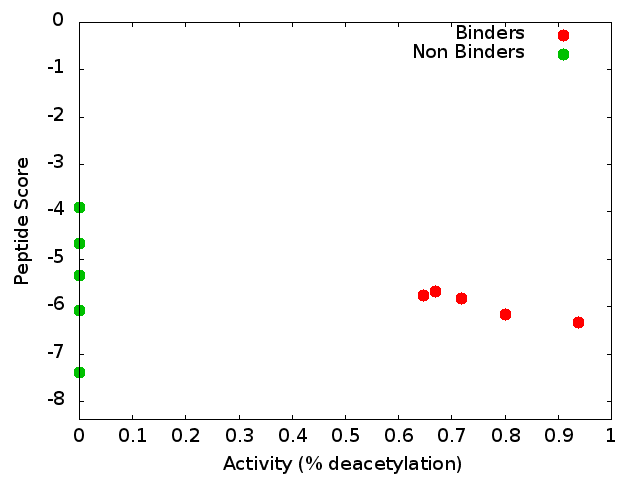 0
-1
-2
-3
-4
-5
-6
-7
-8
Peptide Score
Binders
Non Binders
0 0.1 0.2 0.3 0.4 0.5 0.6 0.7 0.8 0.9 1
Activity (% deacetylation)